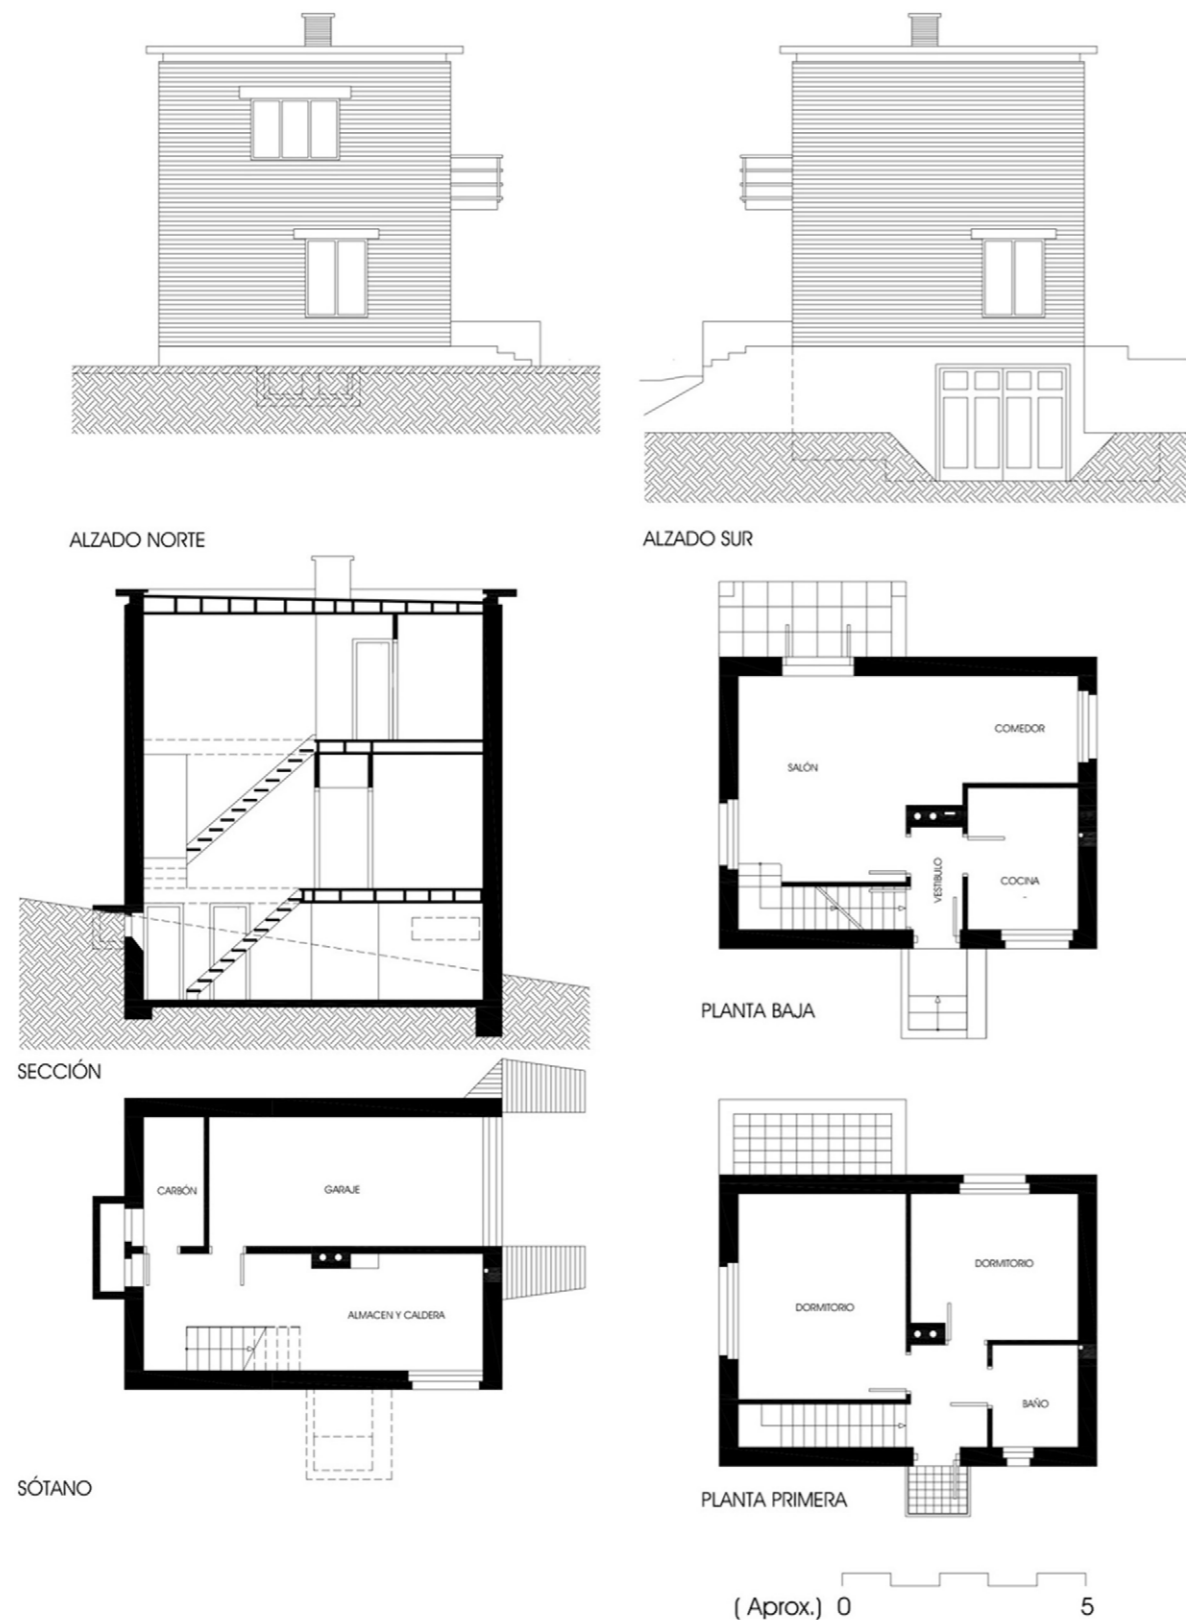 ALZADO NORTE
ALZADO SUR
COMEDOR
SALÓN
VESTIBULO
COCINA
PLANTA BAJA
SECCIÓN
CARBÓN
GARAJE
ALMACEN Y CALDERA
SÓTANO
DORMITORIO
DORMITORIO
BAÑO
PLANTA PRIMERA
( Aprox.) 0 5